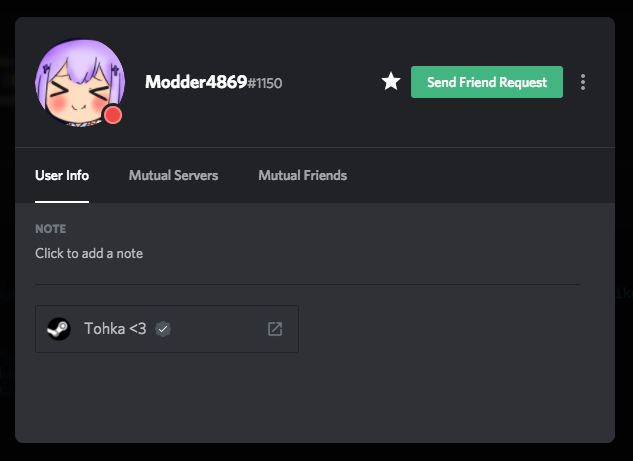 Modder4869#1150
Send Friend Request
User Info
Mutual Servers
Mutual Friends
NOTE
Click to add a note
Tohka <3